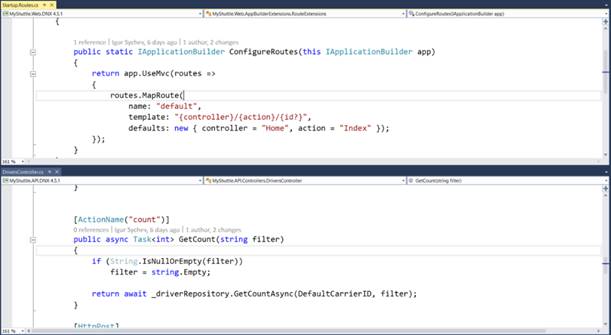 Startup.Routes.cs
MyShuttle.Web.DNX 4.5.1
MyShuttle.Web.AppBuilderExtensions.RouteExtensions
ConfigureRoutes(IApplicationBuilder app)
{
1 reference | Igor Sychev, 6 days ago | 1 author, 2 changes
public static IApplicationBuilder ConfigureRoutes(this IApplicationBuilder app)
{
return app.UseMvc(routes =>
{
routes.MapRoute(
name: "default",
template: "{controller}/{action}/{id?}",
defaults: new { controller = "Home", action = "Index" });
});
}
161 %
DriversController.cs
MyShuttle.API.DNX 4.5.1
MyShuttle.API.Controllers.DriversController
GetCount(string filter)
}
[ActionName("count")]
0 references | Igor Sychev, 6 days ago | 1 author, 2 changes
public async Task<int> GetCount(string filter)
{
if (String.IsNullOrEmpty(filter))
filter = string.Empty;
return await _driverRepository.GetCountAsync(DefaultCarrierID, filter);
}
[HttpPost]
161 %